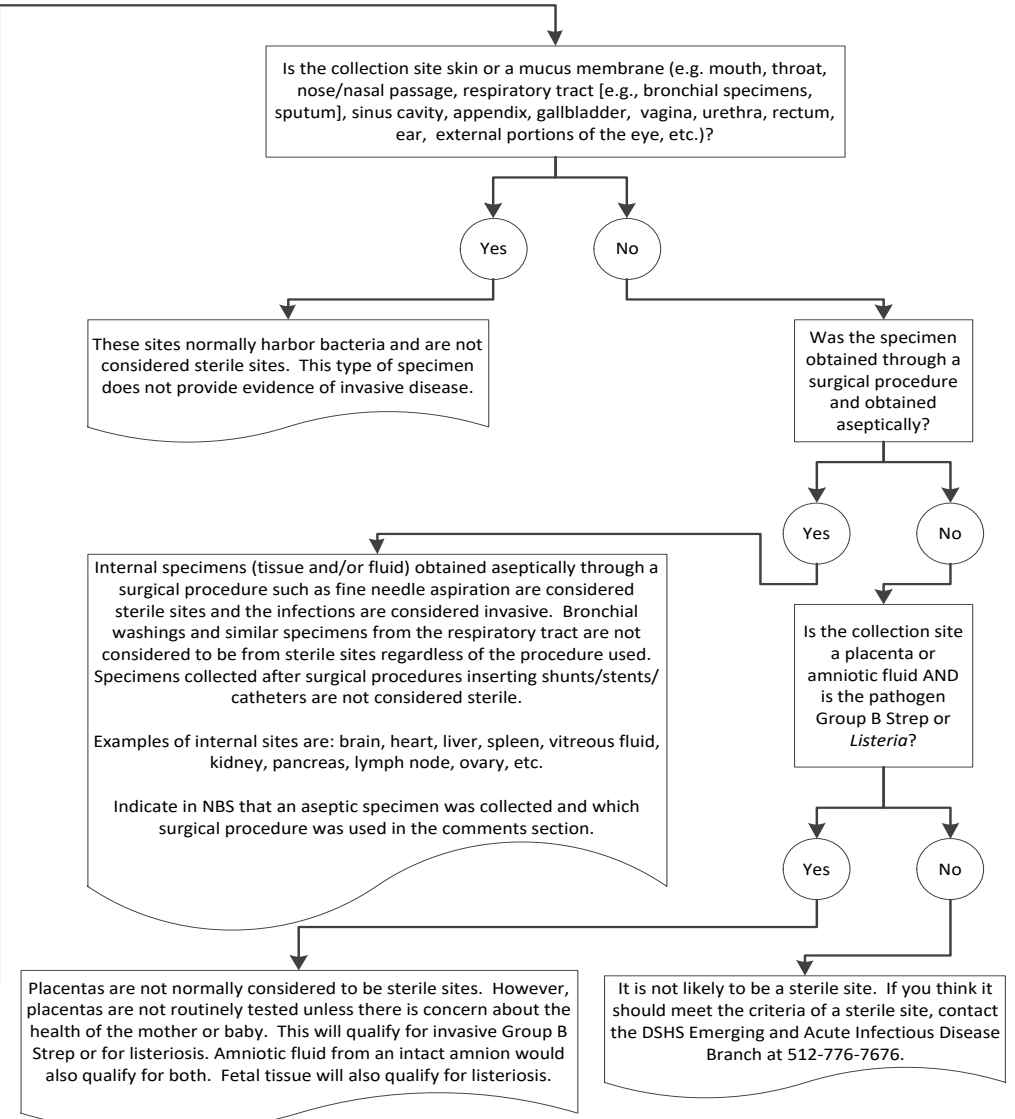 Is the collection site skin or a mucus membrane (e.g. mouth, throat,
nose/nasal passage, respiratory tract [e.g., bronchial specimens,
sputum], sinus cavity, appendix, gallbladder,  vagina, urethra, rectum,
ear,  external portions of the eye, etc.)?
Yes
No
These sites normally harbor bacteria and are not
considered sterile sites.  This type of specimen
does not provide evidence of invasive disease.
Was the specimen
obtained through a
surgical procedure
and obtained
aseptically?
Yes
No
Internal specimens (tissue and/or fluid) obtained aseptically through a
surgical procedure such as fine needle aspiration are considered
sterile sites and the infections are considered invasive.  Bronchial
washings and similar specimens from the respiratory tract are not
considered to be from sterile sites regardless of the procedure used.
Specimens collected after surgical procedures inserting shunts/stents/
catheters are not considered sterile.
Examples of internal sites are: brain, heart, liver, spleen, vitreous fluid,
kidney, pancreas, lymph node, ovary, etc.
Indicate in NBS that an aseptic specimen was collected and which
surgical procedure was used in the comments section.
Is the collection site
a placenta or
amniotic fluid AND
is the pathogen
Group B Strep or
Listeria?
Yes
No
Placentas are not normally considered to be sterile sites.  However,
placentas are not routinely tested unless there is concern about the
health of the mother or baby.  This will qualify for invasive Group B
Strep or for listeriosis. Amniotic fluid from an intact amnion would
also qualify for both.  Fetal tissue will also qualify for listeriosis.
It is not likely to be a sterile site.  If you think it
should meet the criteria of a sterile site, contact
the DSHS Emerging and Acute Infectious Disease
Branch at 512-776-7676.